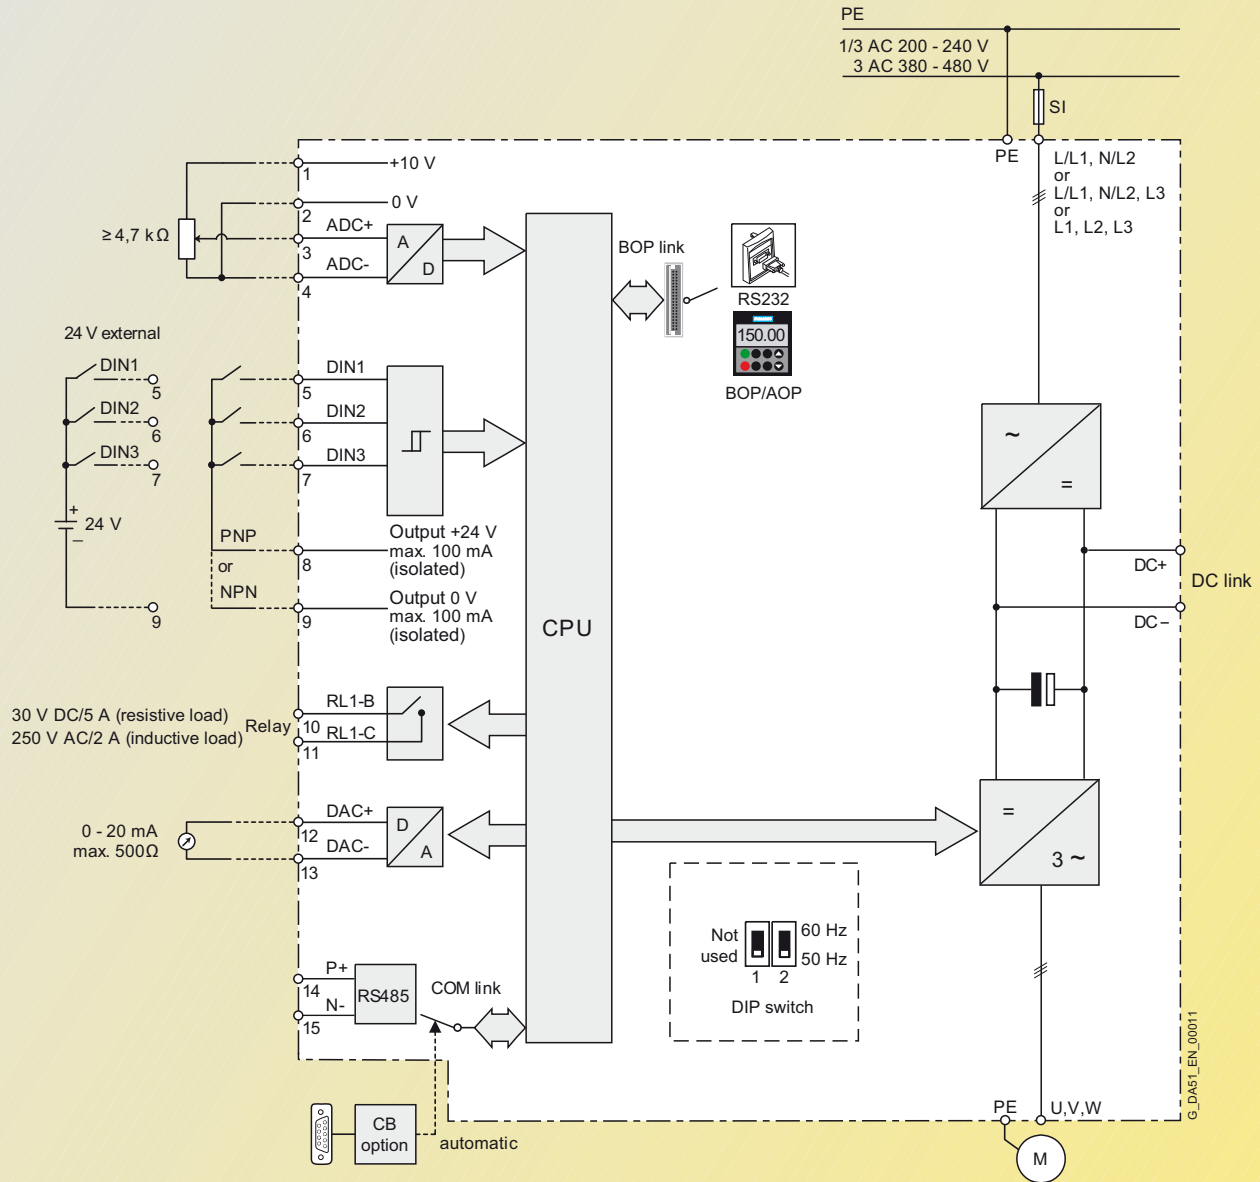 PE
1/3 AC 200 - 240 V
3 AC 380 - 480 V
SI
PE
L/L1, N/L2
or
L/L1, N/L2, L3
or
L1, L2, L3
1
+10 V
2
0 V
≥ 4,7 kΩ
3
ADC+
4
ADC-
A
D
BOP link
RS232
SIEMENS
150.00
BOP/AOP
24 V external
DIN1
5
DIN2
6
DIN3
7
+
24 V
–
9
DIN1
5
DIN2
6
DIN3
7
~
=
PNP
or
NPN
8
Output +24 V
max. 100 mA
(isolated)
9
Output 0 V
max. 100 mA
(isolated)
CPU
DC+
DC link
DC –
30 V DC/5 A (resistive load)
250 V AC/2 A (inductive load)
Relay
RL1-B
10
RL1-C
11
0 - 20 mA
max. 500Ω
DAC+
12
DAC-
13
D
A
=
3 ~
Not
used
60 Hz
50 Hz
1 2
DIP switch
P+
14
N-
15
RS485
COM link
CB
option
automatic
PE
U,V,W
M
G_DA51_EN_00011